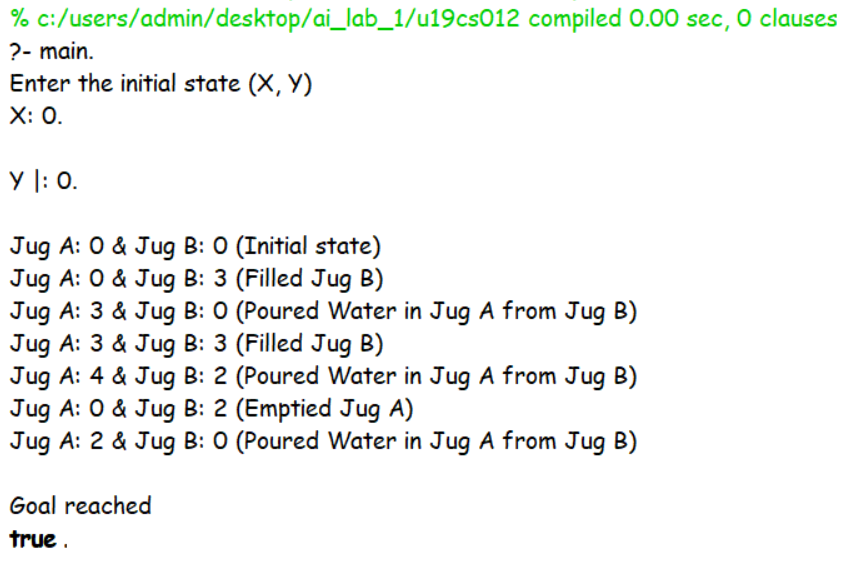 % c:/users/admin/desktop/ai_lab_1/u19cs012 compiled 0.00 sec, 0 clauses
?- main.
Enter the initial state (X, Y)
X: 0.
Y |: 0.
Jug A: 0 & Jug B: 0 (Initial state)
Jug A: 0 & Jug B: 3 (Filled Jug B)
Jug A: 3 & Jug B: 0 (Poured Water in Jug A from Jug B)
Jug A: 3 & Jug B: 3 (Filled Jug B)
Jug A: 4 & Jug B: 2 (Poured Water in Jug A from Jug B)
Jug A: 0 & Jug B: 2 (Emptied Jug A)
Jug A: 2 & Jug B: 0 (Poured Water in Jug A from Jug B)
Goal reached
true .